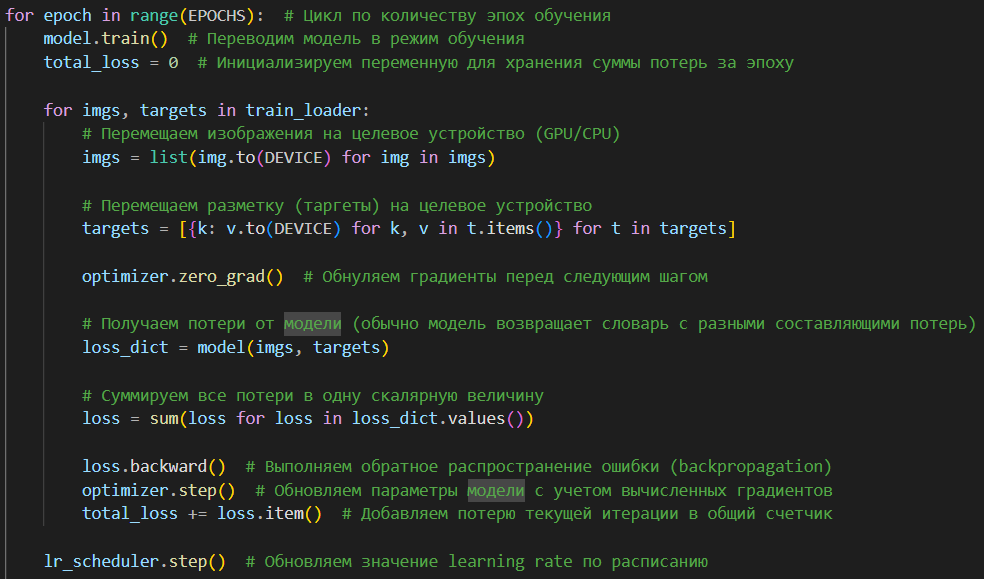 for epoch in range(EPOCHS):  # Цикл по количеству эпох обучения
    model.train()  # Переводим модель в режим обучения
    total_loss = 0  # Инициализируем переменную для хранения суммы потерь за эпоху

    for imgs, targets in train_loader:
        # Перемещаем изображения на целевое устройство (GPU/CPU)
        imgs = list(img.to(DEVICE) for img in imgs)

        # Перемещаем разметку (таргеты) на целевое устройство
        targets = [{k: v.to(DEVICE) for k, v in t.items()} for t in targets]

        optimizer.zero_grad()  # Обнуляем градиенты перед следующим шагом

        # Получаем потери от модели (обычно модель возвращает словарь с разными составляющими потерь)
        loss_dict = model(imgs, targets)

        # Суммируем все потери в одну скалярную величину
        loss = sum(loss for loss in loss_dict.values())

        loss.backward()  # Выполняем обратное распространение ошибки (backpropagation)
        optimizer.step()  # Обновляем параметры модели с учетом вычисленных градиентов
        total_loss += loss.item()  # Добавляем потерю текущей итерации в общий счетчик

    lr_scheduler.step()  # Обновляем значение learning rate по расписанию